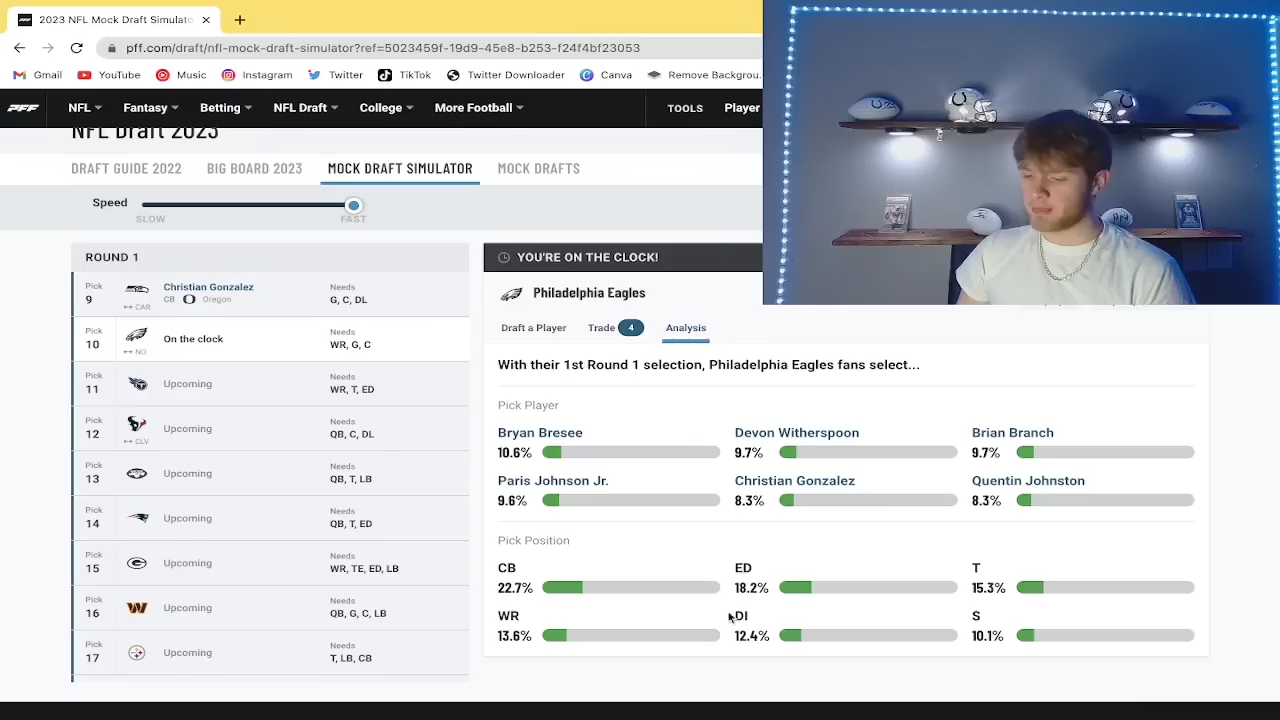 2023 NFL Mock Draft Simulato
pff.com/draft/nfl-mock-draft-simulator?ref=5023459f-19d9-45e8-b253-f24f4bf23053
Gmail YouTube Music Instagram Twitter TikTok Twitter Downloader Canva Remove Backgrou...
PFF NFL Fantasy Betting NFL Draft College More Football TOOLS Player
NFL Draft 2023
DRAFT GUIDE 2022 BIG BOARD 2023 MOCK DRAFT SIMULATOR MOCK DRAFTS
Speed
SLOW FAST
ROUND 1
Pick 9 Christian Gonzalez Needs
CB Oregon G, C, DL
↔ CAR
Pick 10 On the clock Needs
WR, G, C
↔ NO
Pick 11 Upcoming Needs
WR, T, ED
Pick 12 Upcoming Needs
QB, C, DL
↔ CLV
Pick 13 Upcoming Needs
QB, T, LB
Pick 14 Upcoming Needs
QB, T, ED
Pick 15 Upcoming Needs
WR, TE, ED, LB
Pick 16 Upcoming Needs
QB, G, C, LB
Pick 17 Upcoming Needs
T, LB, CB
YOU'RE ON THE CLOCK!
Philadelphia Eagles
Draft a Player Trade 4 Analysis
With their 1st Round 1 selection, Philadelphia Eagles fans select...
Pick Player
Bryan Bresee Devon Witherspoon Brian Branch
10.6% 9.7% 9.7%
Paris Johnson Jr. Christian Gonzalez Quentin Johnston
9.6% 8.3% 8.3%
Pick Position
CB ED T
22.7% 18.2% 15.3%
WR DI S
13.6% 12.4% 10.1%